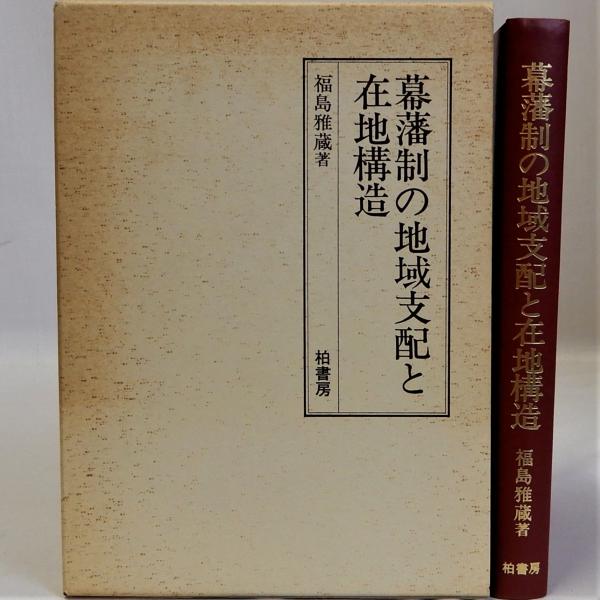 幕藩制の地域支配と
在地構造
福島雅蔵著
柏書房
幕藩制の地域支配と在地構造
福島雅蔵著
柏書房